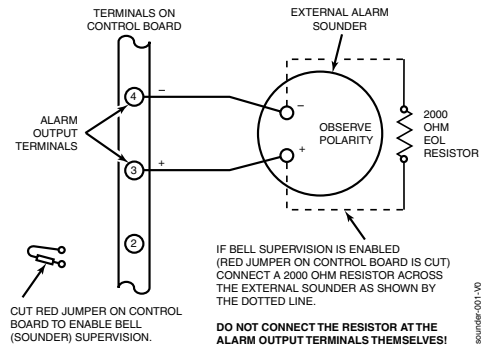 TERMINALS ON
CONTROL BOARD
EXTERNAL ALARM
SOUNDER
4
–
–
ALARM
OUTPUT
TERMINALS
OBSERVE
POLARITY
2000
OHM
EOL
RESISTOR
3
+
+
2
IF BELL SUPERVISION IS ENABLED
(RED JUMPER ON CONTROL BOARD IS CUT)
CONNECT A 2000 OHM RESISTOR ACROSS
THE EXTERNAL SOUNDER AS SHOWN BY
THE DOTTED LINE.
DO NOT CONNECT THE RESISTOR AT THE
ALARM OUTPUT TERMINALS THEMSELVES!
CUT RED JUMPER ON CONTROL
BOARD TO ENABLE BELL
(SOUNDER) SUPERVISION.
sounder-001-V0